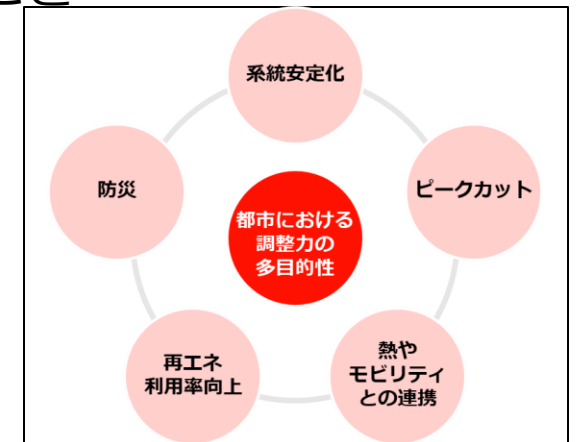 系統安定化
ピークカット
熱や
モビリティ
との連携
再エネ
利用率向上
防災
都市における
調整力の
多目的性